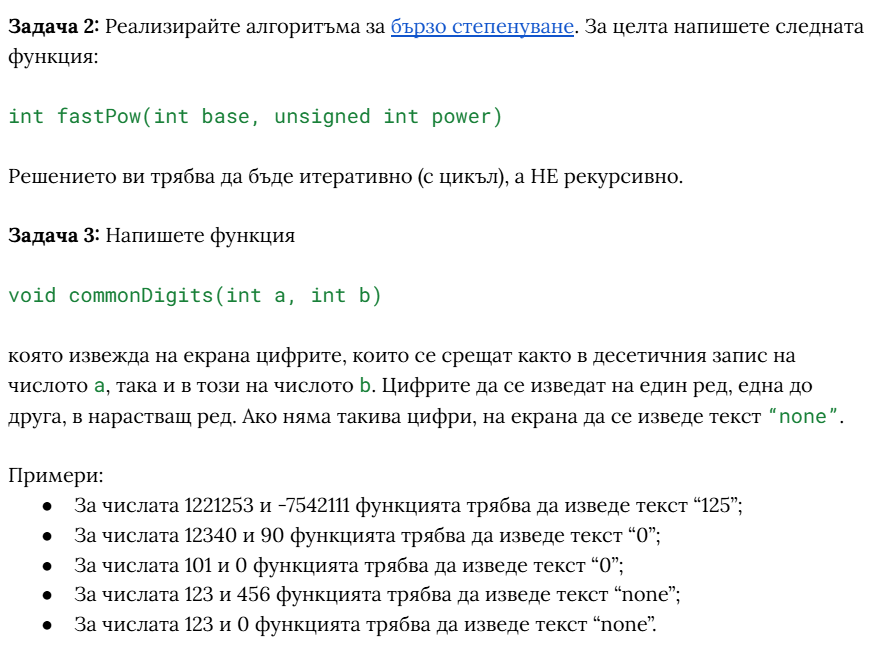 Задача 2: Реализирайте алгоритъма за бързо степенуване. За целта напишете следната
функция:
int fastPow(int base, unsigned int power)
Решението ви трябва да бъде итеративно (с цикъл), а НЕ рекурсивно.
Задача 3: Напишете функция
void commonDigits(int a, int b)
която извежда на екрана цифрите, които се срещат както в десетичния запис на
числото a, така и в този на числото b. Цифрите да се изведат на един ред, една до
друга, в нарастващ ред. Ако няма такива цифри, на екрана да се изведе текст “none”.
Примери:
● За числата 1221253 и -7542111 функцията трябва да изведе текст “125”;
● За числата 12340 и 90 функцията трябва да изведе текст “0”;
● За числата 101 и 0 функцията трябва да изведе текст “0”;
● За числата 123 и 456 функцията трябва да изведе текст “none”;
● За числата 123 и 0 функцията трябва да изведе текст “none”.